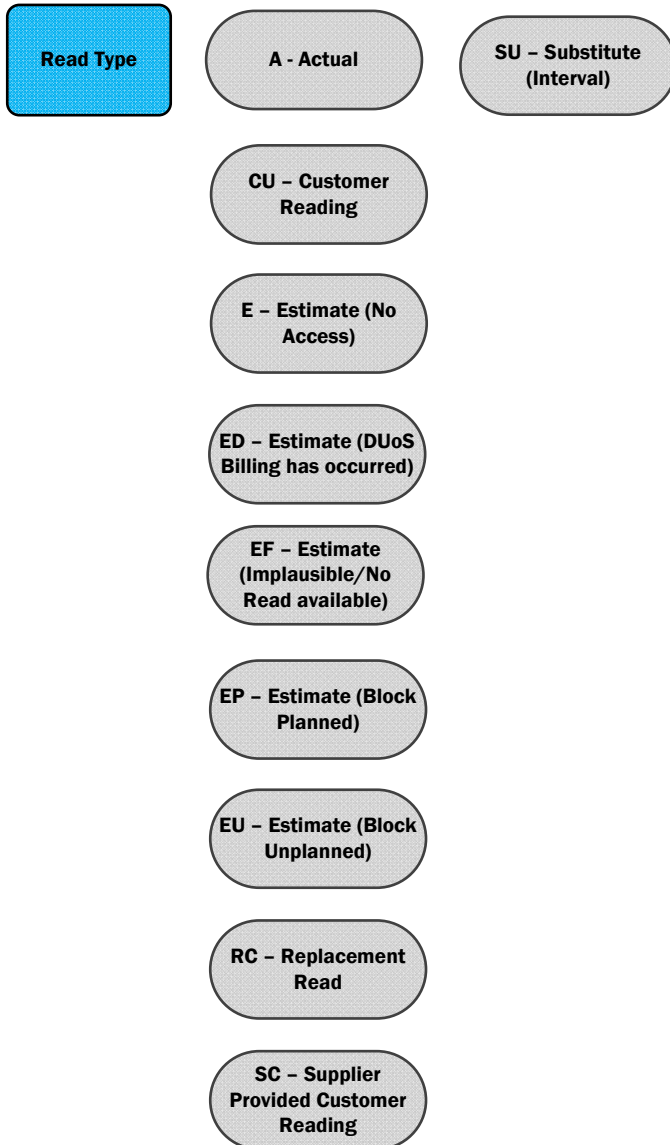 Read Type
A - Actual
SU – Substitute
(Interval)
CU – Customer
Reading
E – Estimate (No
Access)
ED – Estimate (DUoS
Billing has occurred)
EF – Estimate
(Implausible/No
Read available)
EP – Estimate (Block
Planned)
EU – Estimate (Block
Unplanned)
RC – Replacement
Read
SC – Supplier
Provided Customer
Reading